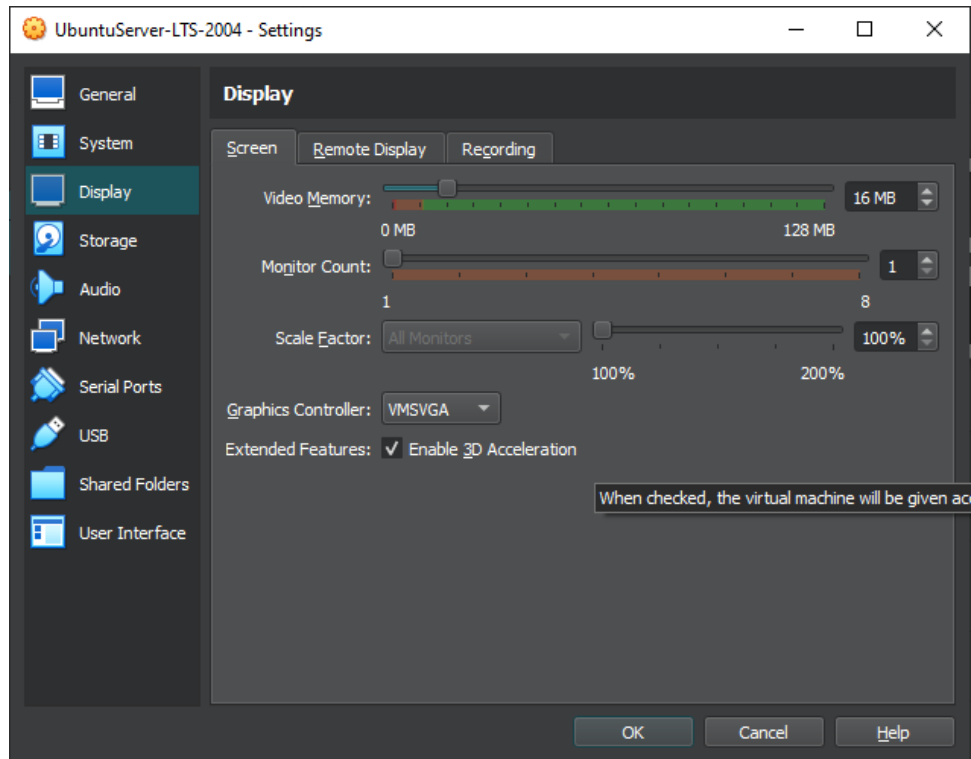 UbuntuServer-LTS-2004 - Settings
General
System
Display
Storage
Audio
Network
Serial Ports
USB
Shared Folders
User Interface
Display
Screen
Remote Display
Recording
Video Memory:
16 MB
0 MB
128 MB
Monitor Count:
1
1
8
Scale Factor:
All Monitors
100%
100%
200%
Graphics Controller:
VMSVGA
Extended Features:
Enable 3D Acceleration
When checked, the virtual machine will be given
OK
Cancel
Help